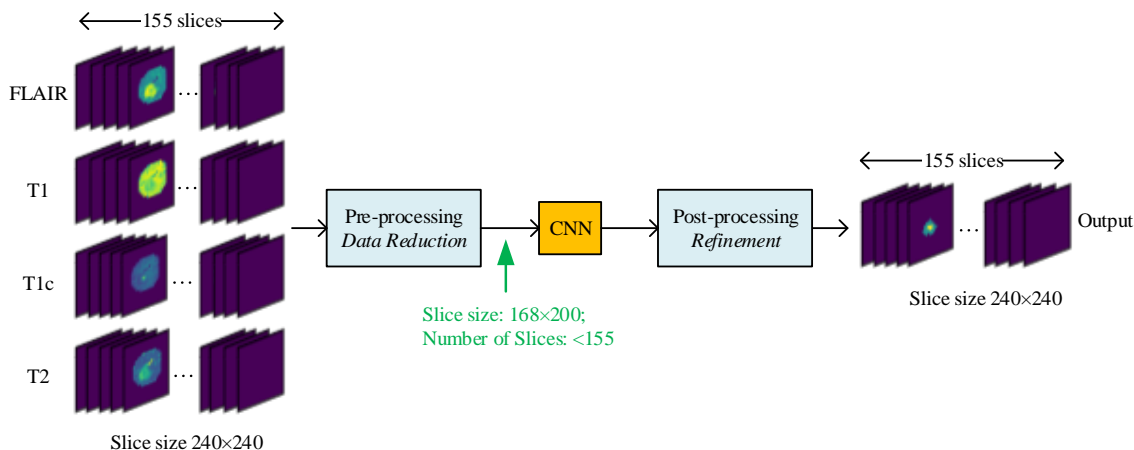 155 slices
FLAIR
...
T1
...
T1c
...
T2
...
Slice size 240×240
Pre-processing
Data Reduction
CNN
Slice size: 168×200;
Number of Slices: <155
Post-processing
Refinement
155 slices
...
Output
Slice size 240×240